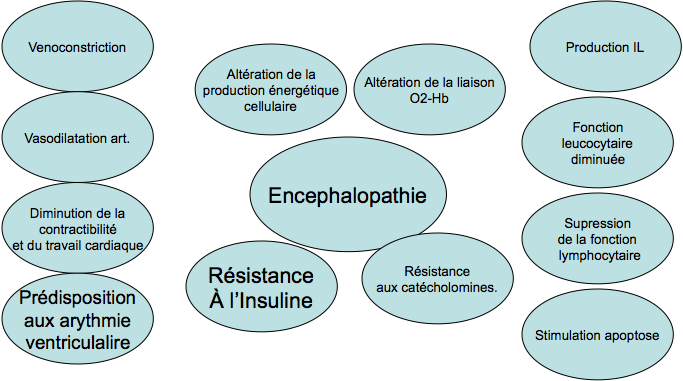 Venoconstriction
Vasodilatation art.
Diminution de la
contractibilité
et du travail cardiaque
Prédisposition
aux arythmie
ventriculalire
Altération de la
production énergétique
cellulaire
Altération de la liaison
O2-Hb
Encephalopathie
Résistance
À l’Insuline
Résistance
aux catécholomines.
Production IL
Fonction
leucocytaire
diminuée
Supression
de la fonction
lymphocytaire
Stimulation apoptose